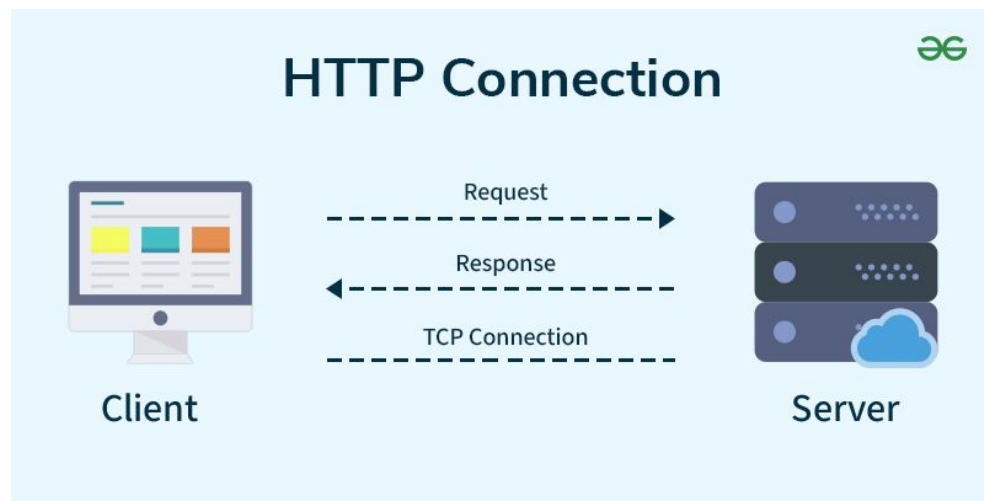 HTTP Connection
Request
Response
TCP Connection
Client
Server